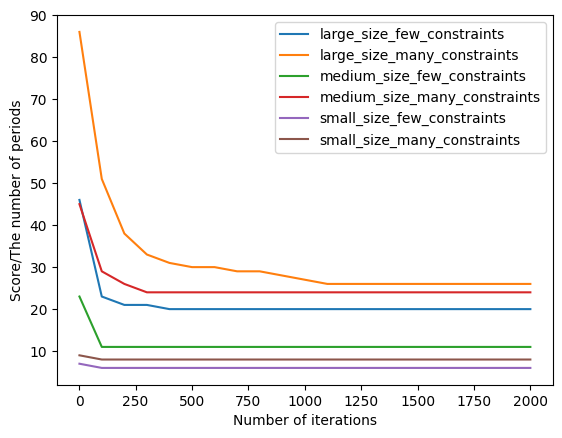 large_size_few_constraints
large_size_many_constraints
medium_size_few_constraints
medium_size_many_constraints
small_size_few_constraints
small_size_many_constraints
Score/The number of periods
90
80
70
60
50
40
30
20
10
0 250 500 750 1000 1250 1500 1750 2000
Number of iterations